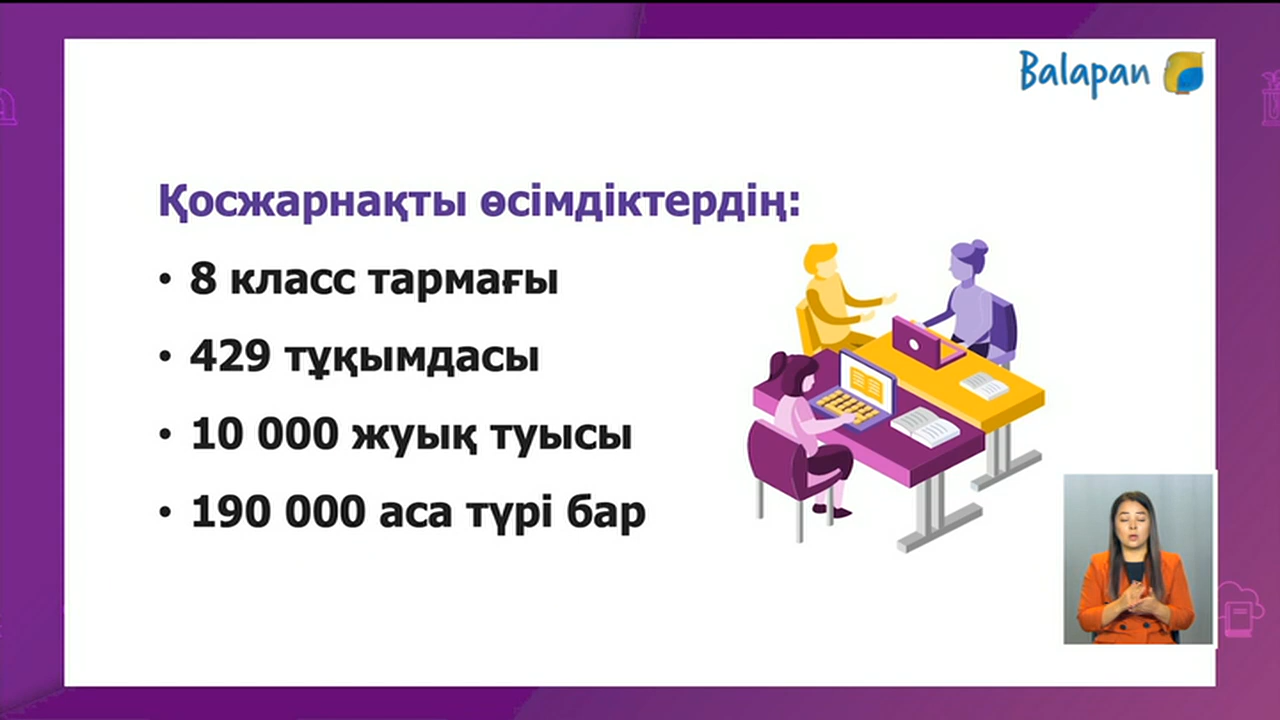 Balapan
Қосжарнақты өсімдіктердің:
• 8 класс тармағы
• 429 тұқымдасы
• 10 000 жуық туысы
• 190 000 аса түрі бар